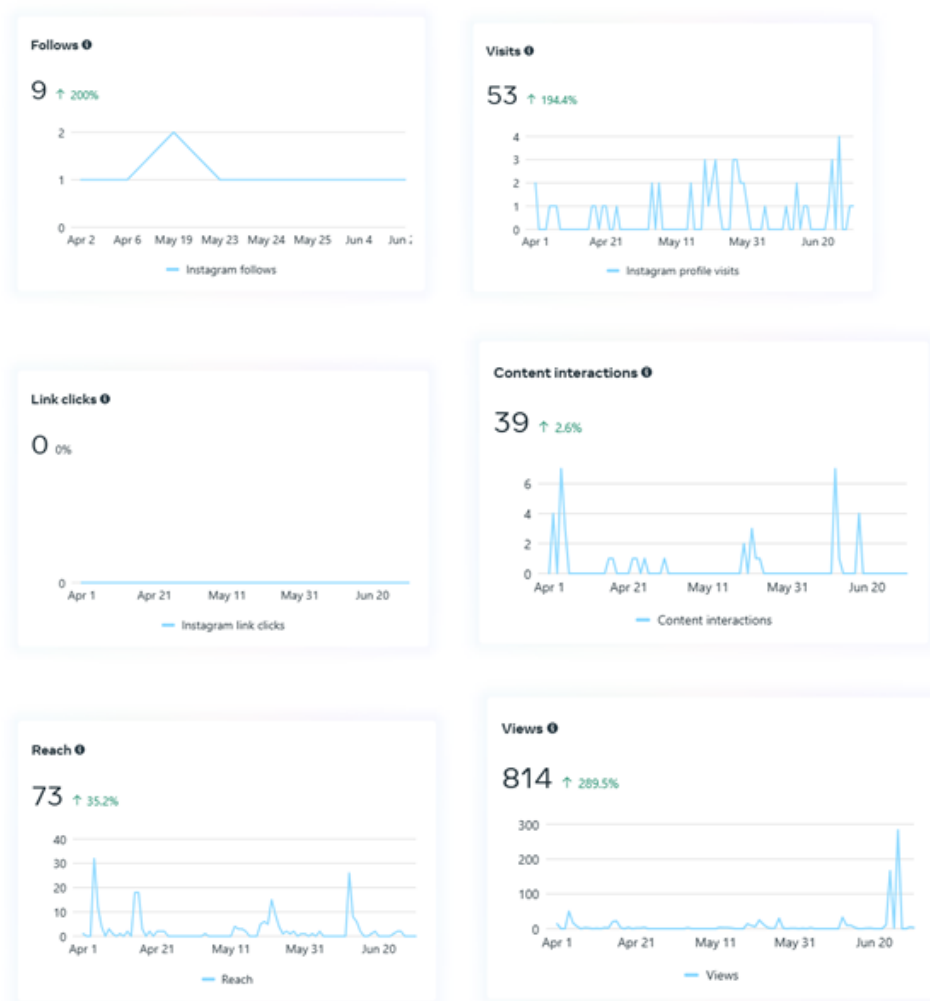 Follows
9 ↑ 200%
2
1
0
Apr 2 Apr 6 May 19 May 23 May 24 May 25 Jun 4 Jun
Instagram follows
Visits
53 ↑ 194.4%
4
3
2
1
0
Apr 1 Apr 21 May 11 May 31 Jun 20
Instagram profile visits
Link clicks
0 0%
0
Apr 1 Apr 21 May 11 May 31 Jun 20
Instagram link clicks
Content interactions
39 ↑ 2.6%
6
4
2
0
Apr 1 Apr 21 May 11 May 31 Jun 20
Content interactions
Reach
73 ↑ 35.2%
40
30
20
10
0
Apr 1 Apr 21 May 11 May 31 Jun 20
Reach
Views
814 ↑ 289.5%
300
200
100
0
Apr 1 Apr 21 May 11 May 31 Jun 20
Views